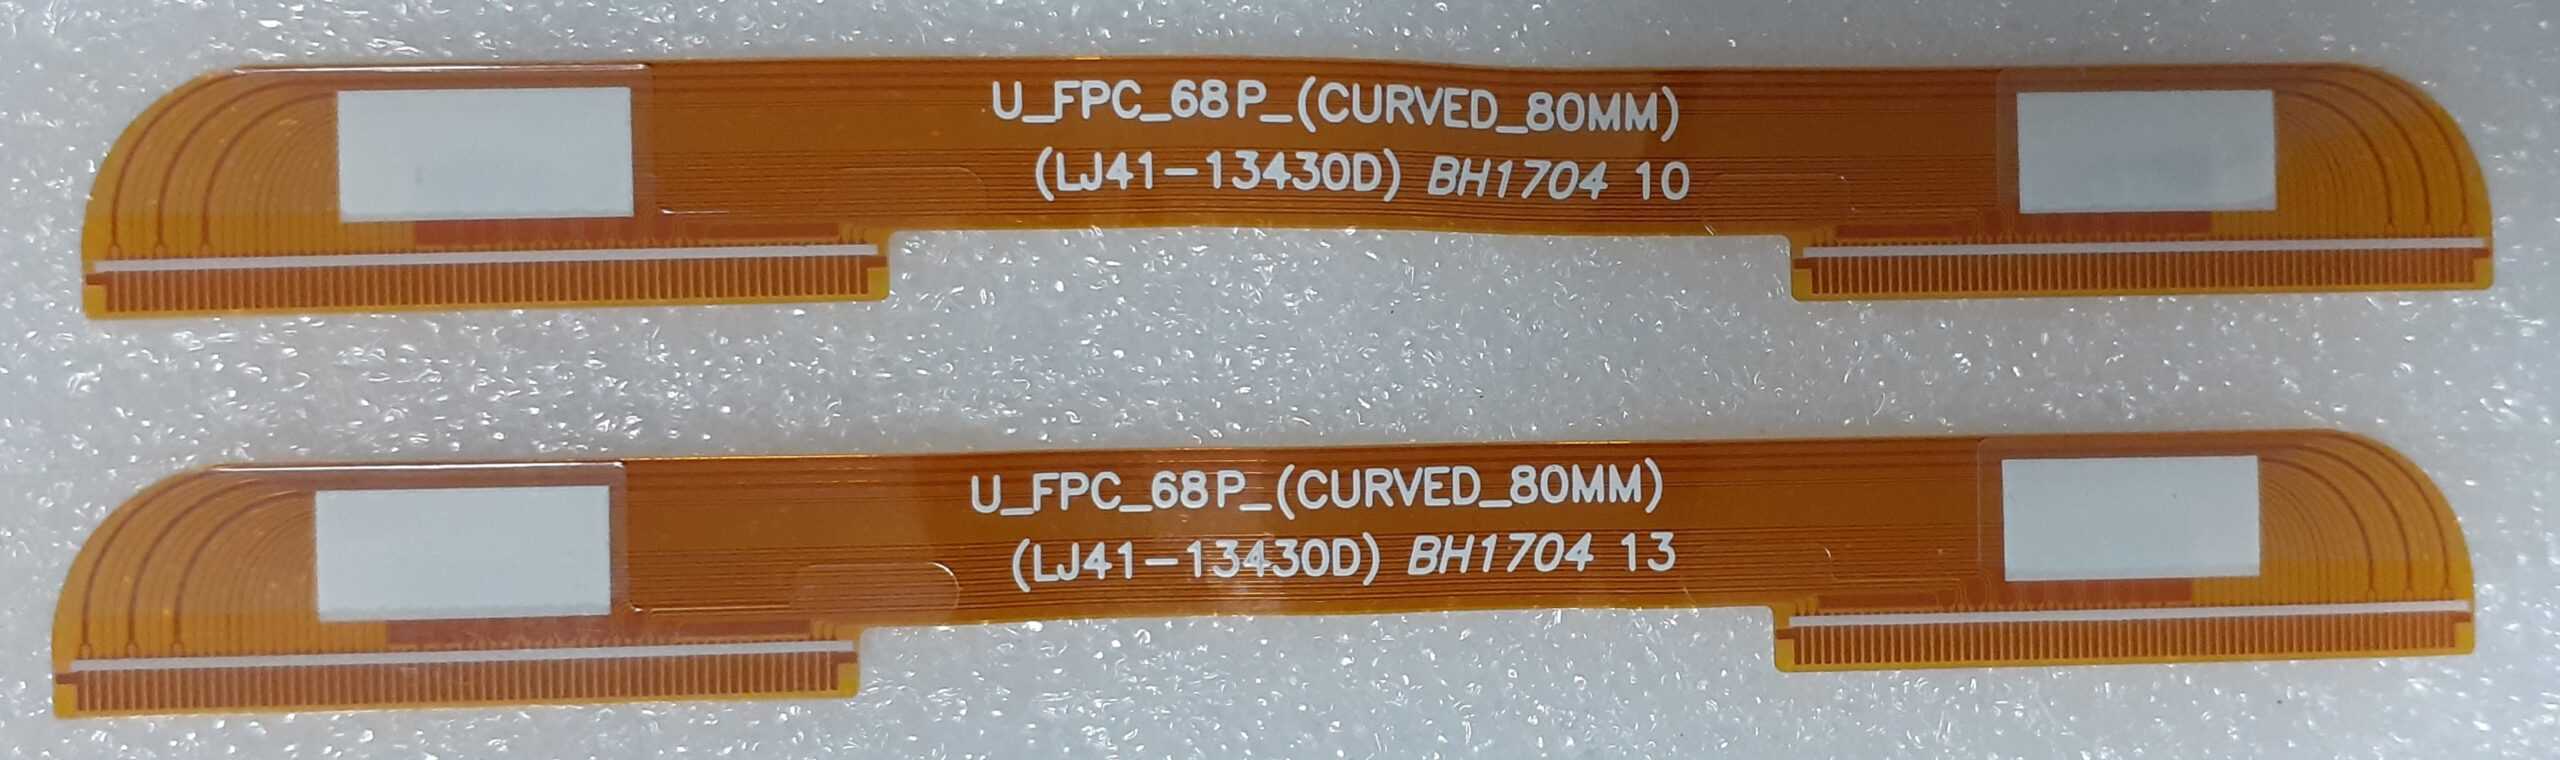 U_FPC_68P_(CURVED_80MM)
(LJ41-13430D) BH1704 10
U_FPC_68P_(CURVED_80MM)
(LJ41-13430D) BH1704 13